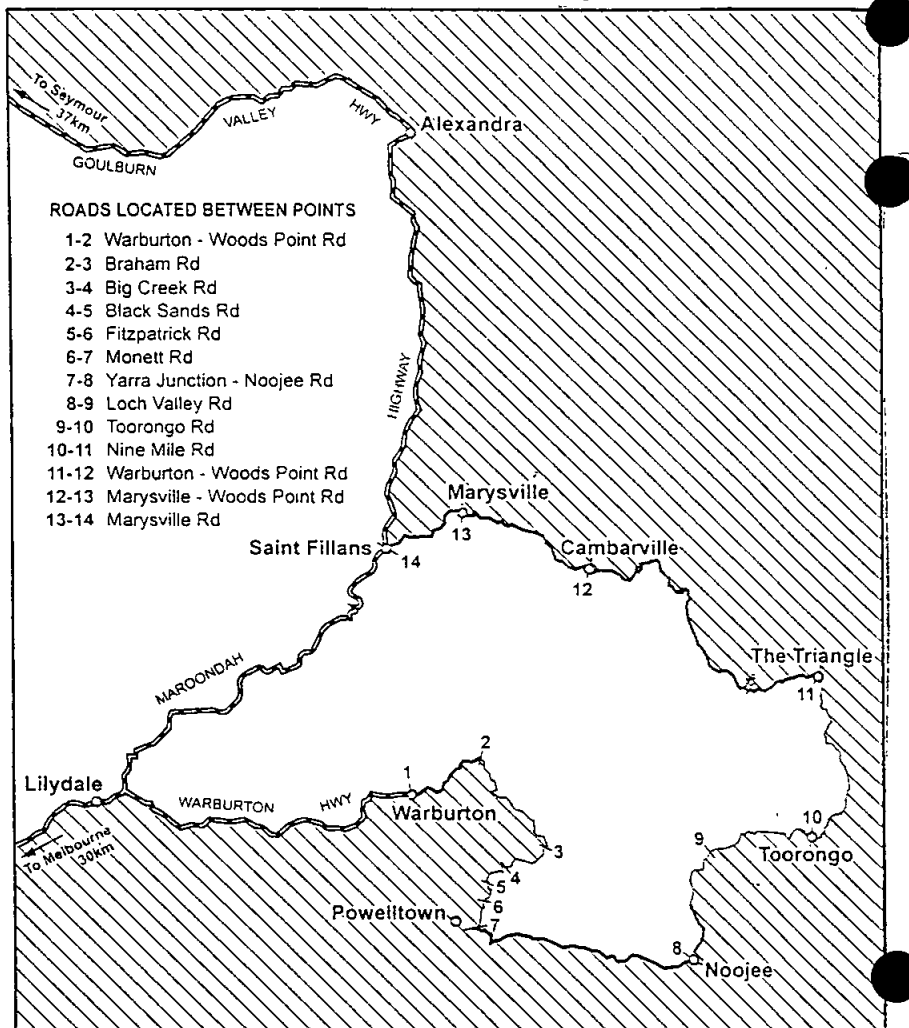 To Seymour
37km
GOULBURN
VALLEY
HWY
Alexandra
ROADS LOCATED BETWEEN POINTS
1-2 Warburton - Woods Point Rd
2-3 Braham Rd
3-4 Big Creek Rd
4-5 Black Sands Rd
5-6 Fitzpatrick Rd
6-7 Monett Rd
7-8 Yarra Junction - Noojee Rd
8-9 Loch Valley Rd
9-10 Toorongo Rd
10-11 Nine Mile Rd
11-12 Warburton - Woods Point Rd
12-13 Marysville - Woods Point Rd
13-14 Marysville Rd
HIGHWAY
Marysville
13
Saint Fillans
14
Cambarville
12
The Triangle
11
MAROONDAH
2
Lilydale
1
WARBURTON
HWY
Warburton
To Melbourne
30km
10
Toorongo
9
3
4
5
6
Powelltown
7
8
Noojee